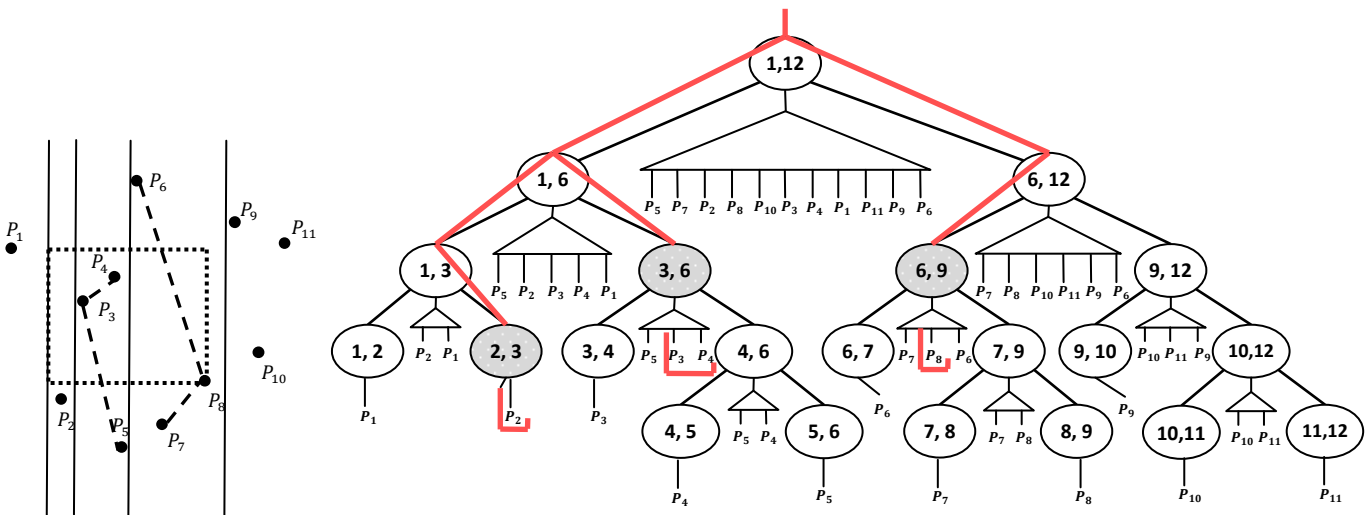 1,12
P₆
1, 6
6, 12
P₅ P₇ P₂ P₈ P₁₀ P₃ P₄ P₁ P₁₁ P₉ P₆
P₉
P₁
P₁₁
P₄
1, 3
3, 6
6, 9
9, 12
P₅ P₂ P₃ P₄ P₁
P₇ P₈ P₁₀ P₁₁ P₉ P₆
P₃
1, 2
P₂ P₁
2, 3
3, 4
P₅ P₃ P₄
4, 6
6, 7
P₇ P₈ P₆
7, 9
9, 10
P₁₀ P₁₁ P₉
10,12
P₁₀
P₈
P₂
P₁
P₂
P₃
P₆
P₉
P₅
P₇
4, 5
P₅ P₄
5, 6
7, 8
P₇ P₈
8, 9
10,11
P₁₀ P₁₁
11,12
P₄
P₅
P₇
P₈
P₁₀
P₁₁